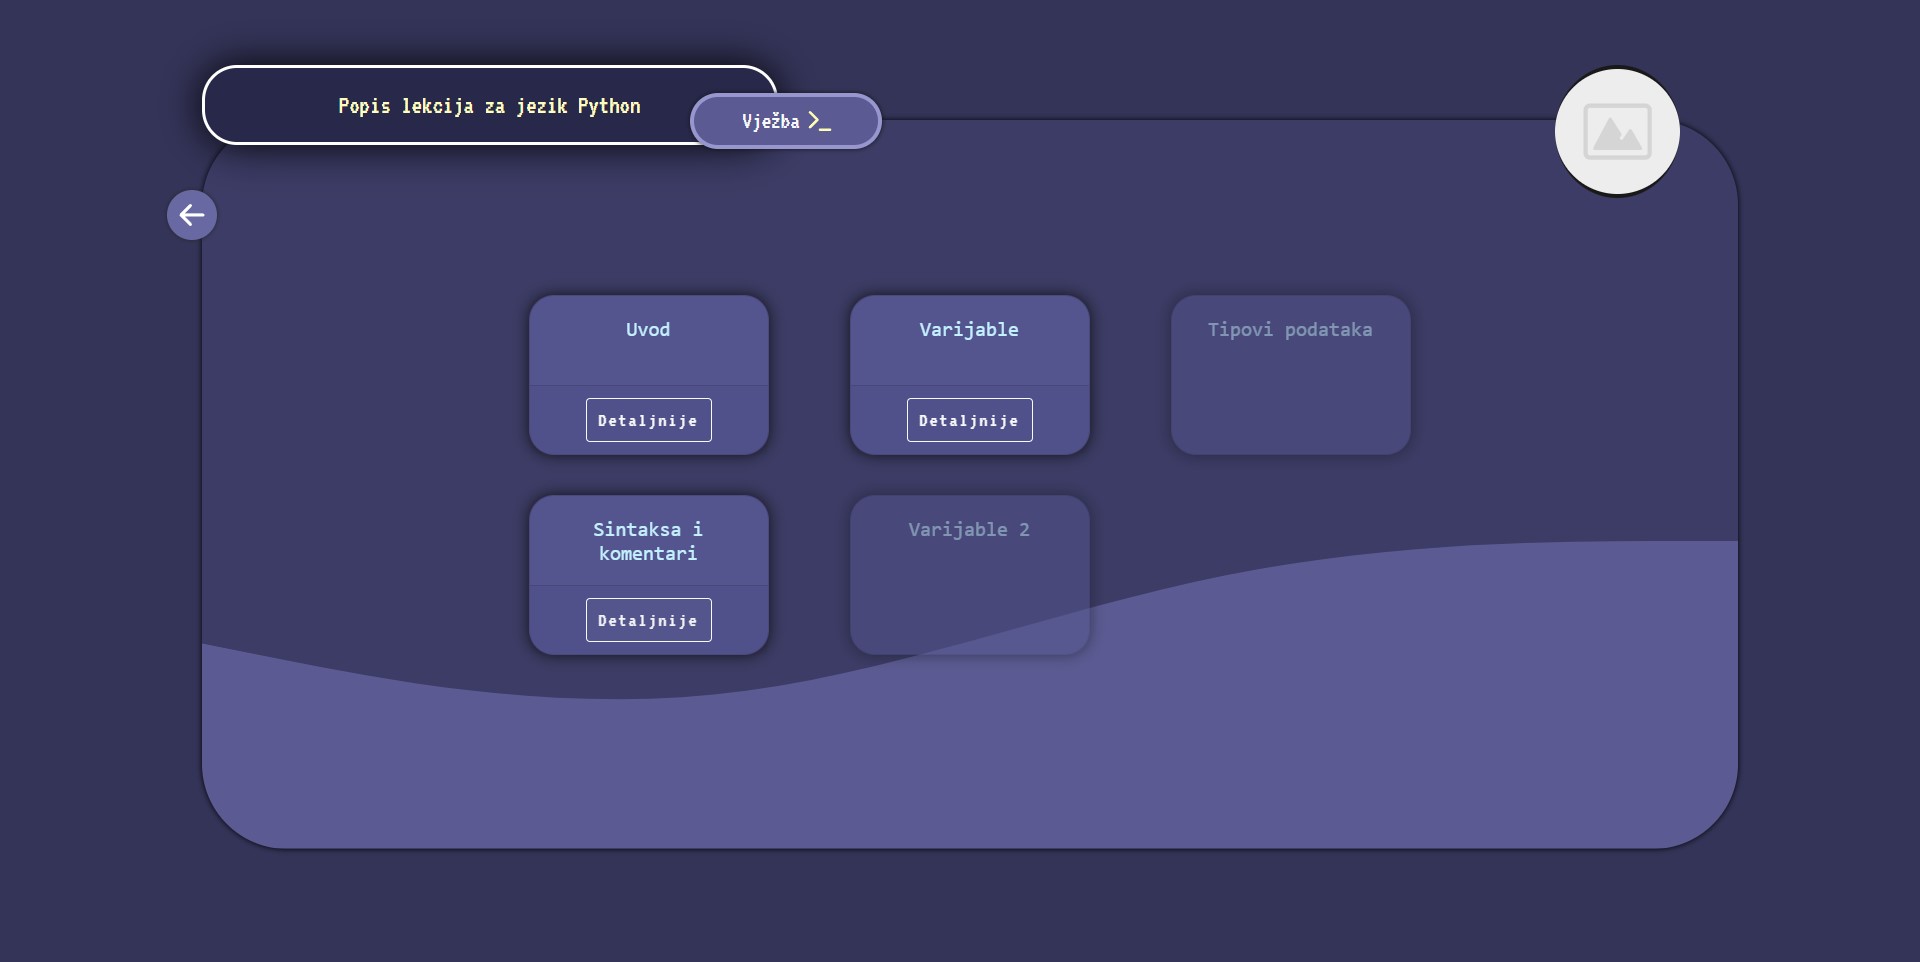 Popis lekcija za jezik Python
Vježba >_
Uvod
Detaljnije
Varijable
Detaljnije
Tipovi podataka
Sintaksa i
komentari
Detaljnije
Varijable 2